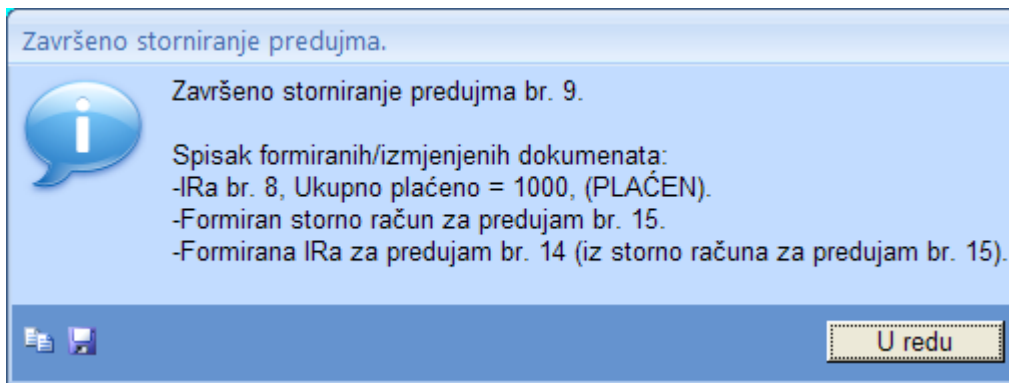 Završeno storniranje predujma.
Završeno storniranje predujma br. 9.
Spisak formiranih/izmjenjenih dokumenata:
-IRa br. 8, Ukupno plaćeno = 1000, (PLAĆEN).
-Formiran storno račun za predujam br. 15.
-Formirana IRa za predujam br. 14 (iz storno računa za predujam br. 15).
U redu